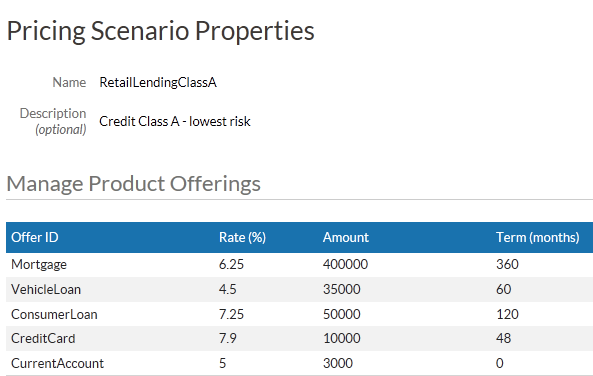 Pricing Scenario Properties
Name RetailLendingClassA
Description
(optional) Credit Class A - lowest risk
Manage Product Offerings
Offer ID Rate (%) Amount Term (months)
Mortgage 6.25 400000 360
VehicleLoan 4.5 35000 60
ConsumerLoan 7.25 50000 120
CreditCard 7.9 10000 48
CurrentAccount 5 3000 0